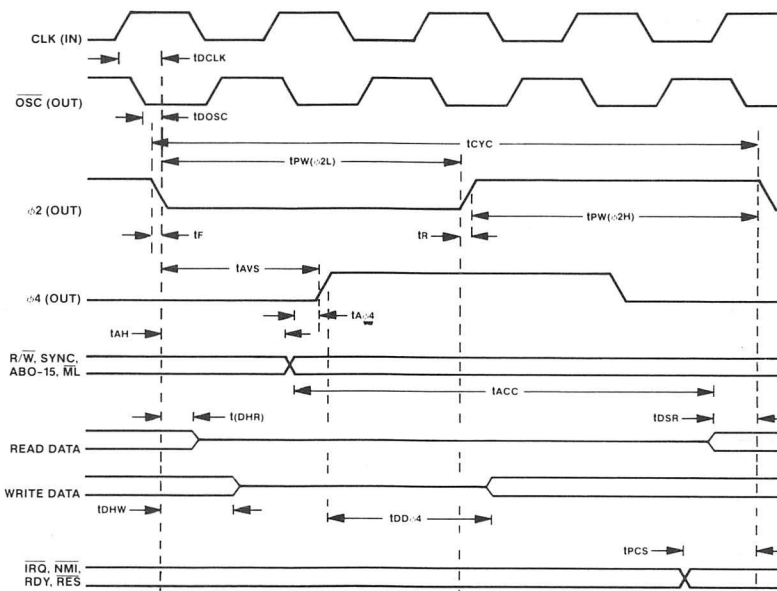 CLK (IN)
tDCLK
OSC (OUT)
tDOSC
tCYC
tPW(φ2L)
φ2 (OUT)
tPW(φ2H)
tF
tR
tAVS
φ4 (OUT)
tAφ4
tAH
R/W, SYNC,
ABO-15, ML
tACC
t(DHR)
tDSR
READ DATA
WRITE DATA
tDHW
tDDφ4
tPCS
IRQ, NMI,
RDY, RES